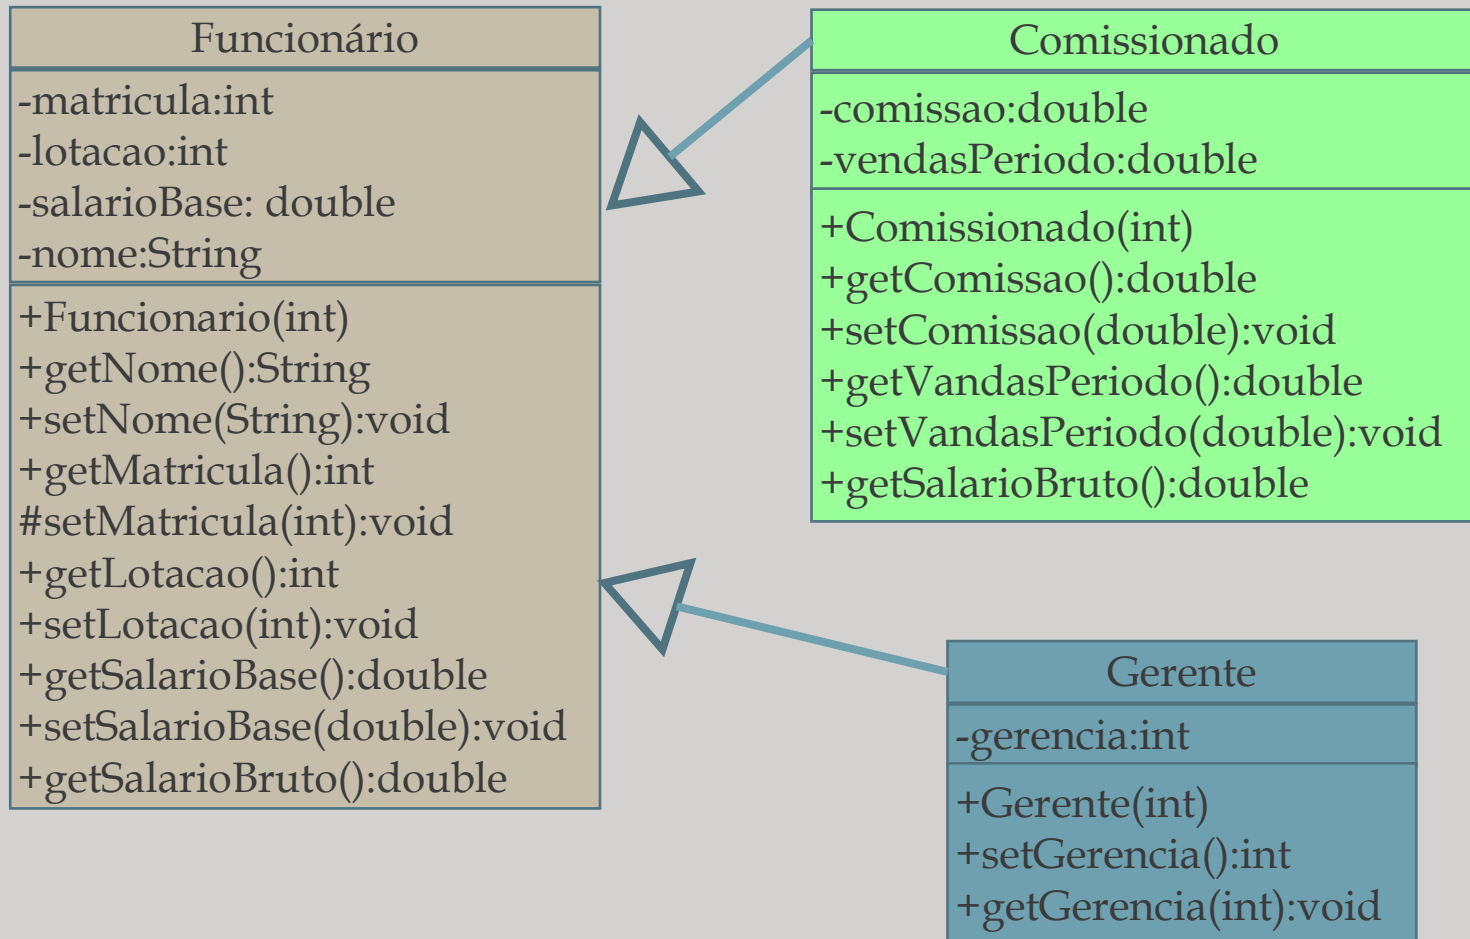 Funcionário
-matricula:int
-lotacao:int
-salarioBase: double
-nome:String
+Funcionario(int)
+getNome():String
+setNome(String):void
+getMatricula():int
#setMatricula(int):void
+getLotacao():int
+setLotacao(int):void
+getSalarioBase():double
+setSalarioBase(double):void
+getSalarioBruto():double
Comissionado
-comissao:double
-vendasPeriodo:double
+Comissionado(int)
+getComissao():double
+setComissao(double):void
+getVandasPeriodo():double
+setVandasPeriodo(double):void
+getSalarioBruto():double
Gerente
-gerencia:int
+Gerente(int)
+setGerencia():int
+getGerencia(int):void